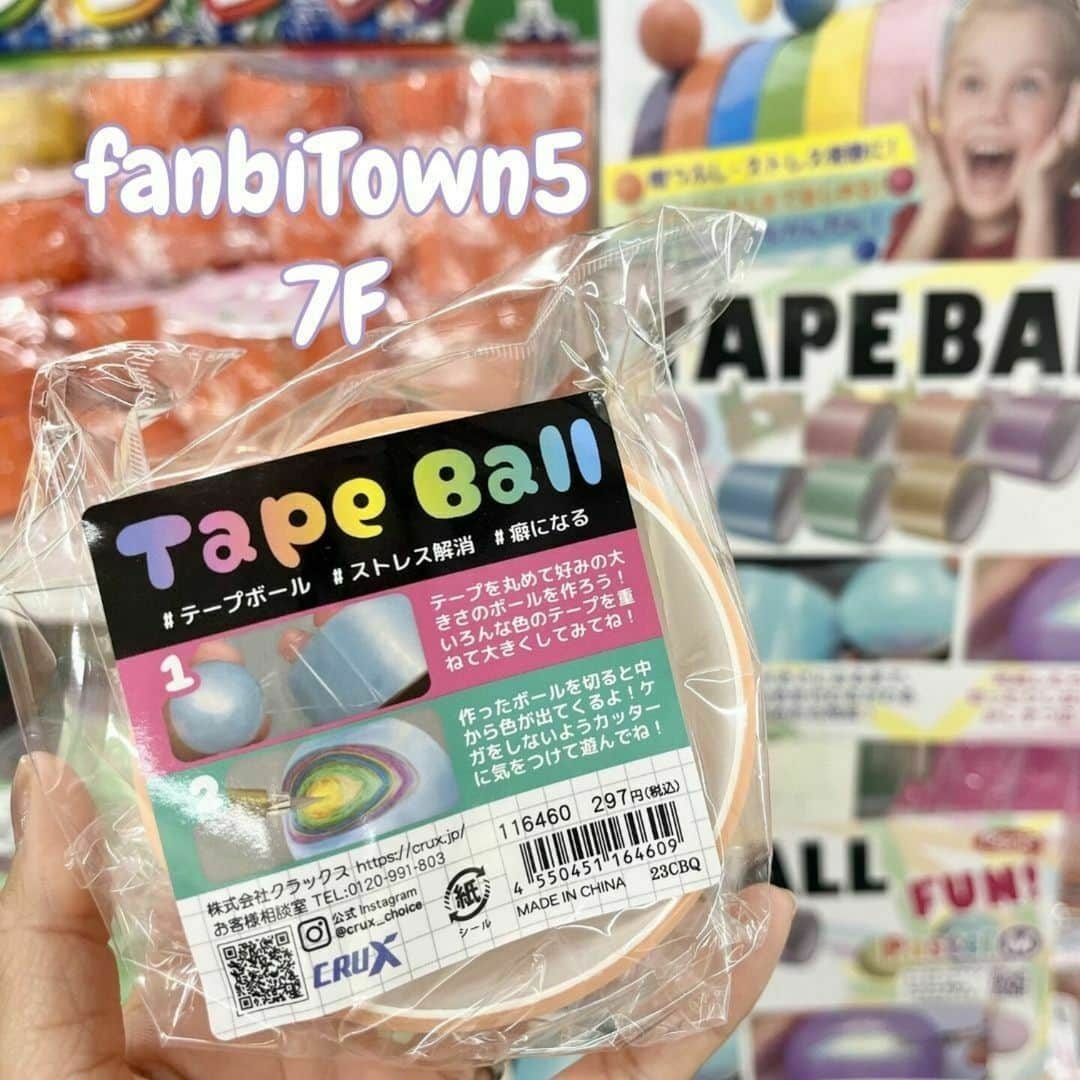 fanbiTown5
7F
TAPE BA
Tape Ball
#テープボール #ストレス解消 #癖になる
1
テープを丸めて好みの大
きさのボールを作ろう！
いろんな色のテープを重
ねて大きくしてみてね！
2
作ったボールを切ると中
から色が出てくるよ！ケ
ガをしないようカッター
に気をつけて遊んでね！
116460 297円(税込)
4 550451 164609
MADE IN CHINA 23CBQ
株式会社クラックス https://crux.jp/
お客様相談室 TEL:0120-991-803
公式 Instagram
@crux__choice
CRUX
紙
シール
ALL
FUN!